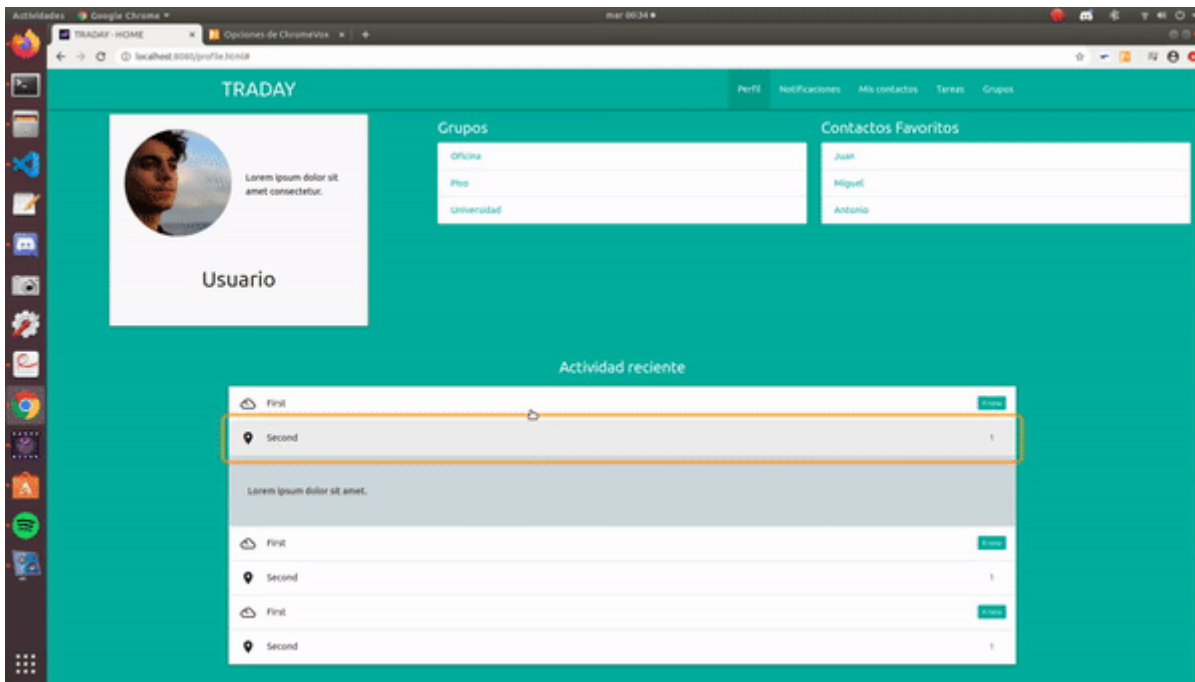 Actividades Google Chrome
mar 00:34
TRADAY - HOME
Opciones de ChromeVox
localhost:8080/profile.html#
TRADAY
Perfil Notificaciones Mis contactos Tareas Grupos
Grupos
Oficina
Piso
Universidad
Contactos Favoritos
Juan
Miguel
Antonio
Lorem ipsum dolor sit
amet consectetur.
Usuario
Actividad reciente
First
Second 1
Lorem ipsum dolor sit amet.
First
Second 1
First
Second 1